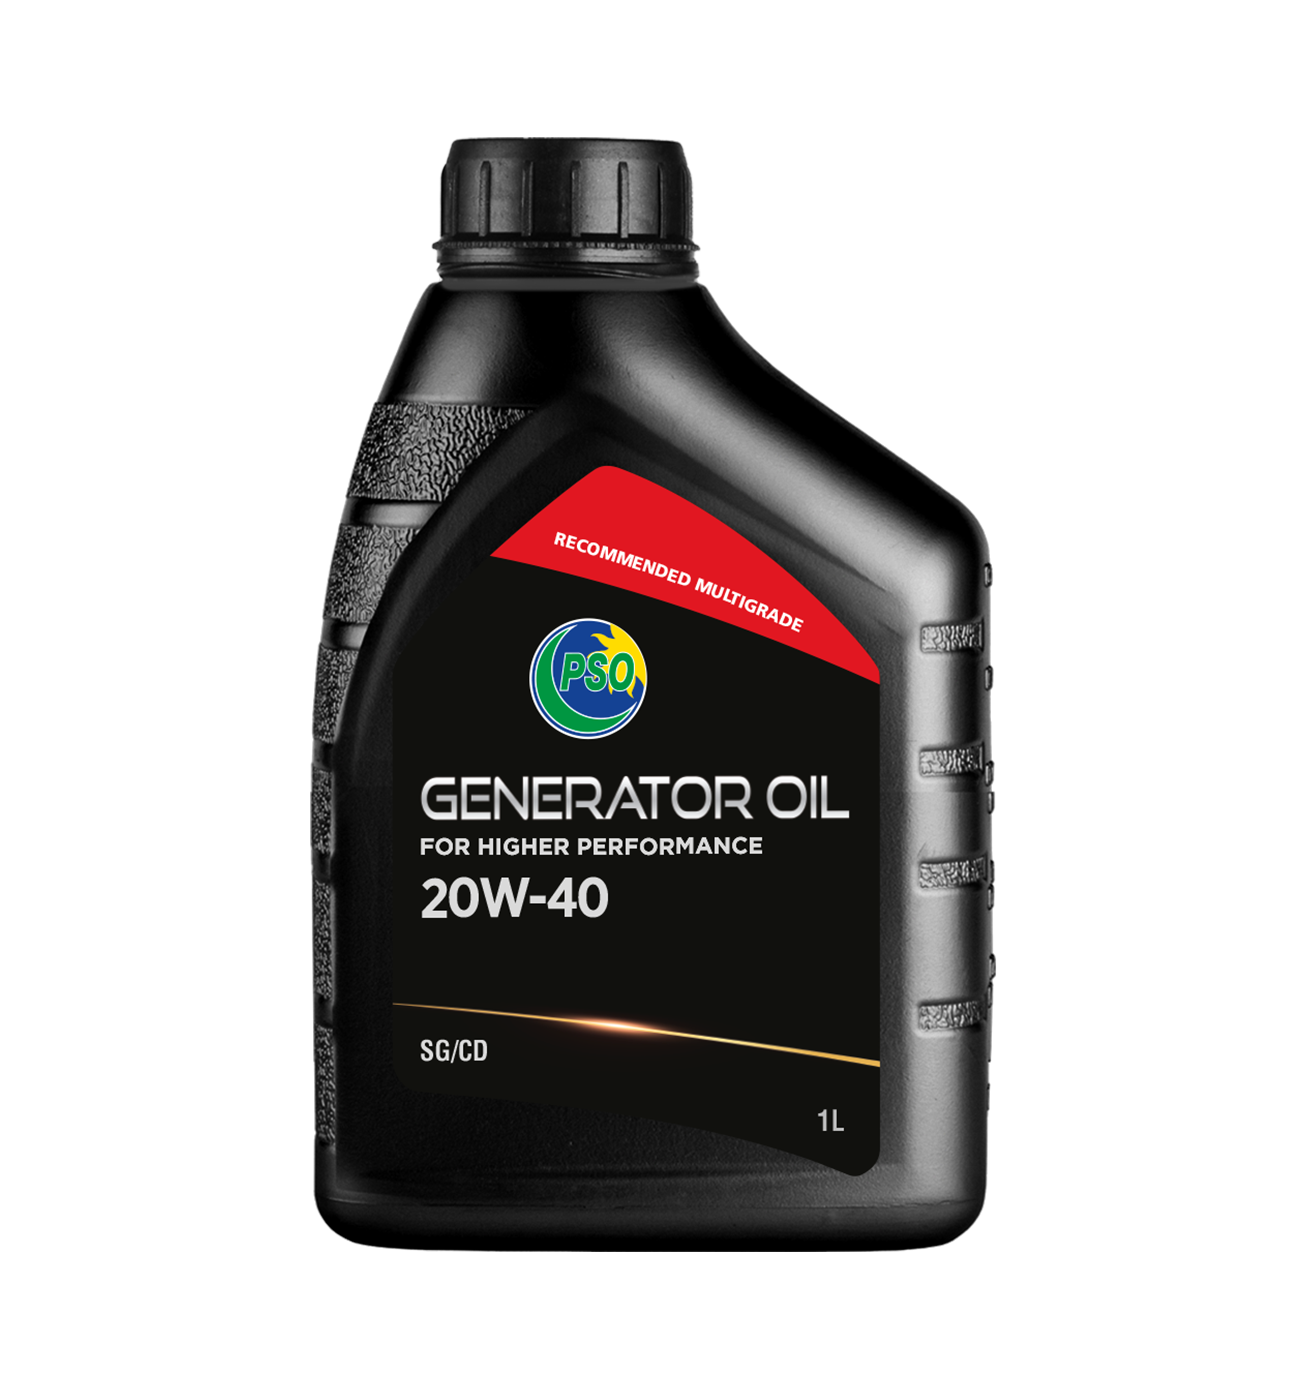 RECOMMENDED MULTIGRADE
PSO
GENERATOR OIL
FOR HIGHER PERFORMANCE
20W-40
SG/CD
1L